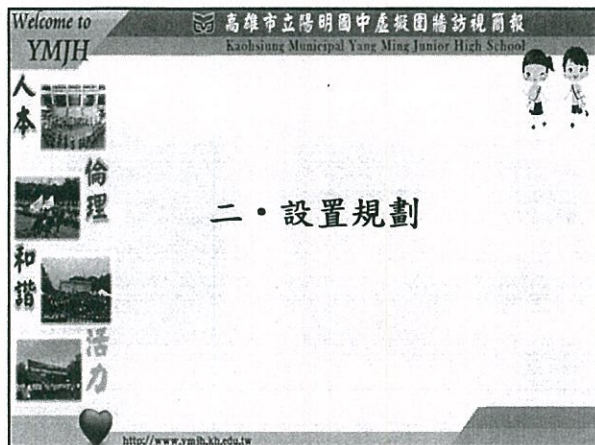 Welcome to
YMJH
高雄市立陽明國中虛擬圍牆訪視簡報
Kaohsiung Municipal Yang Ming Junior High School
人本
倫理
和諧
活力
二・設置規劃
http://www.ymjh.kh.edu.tw